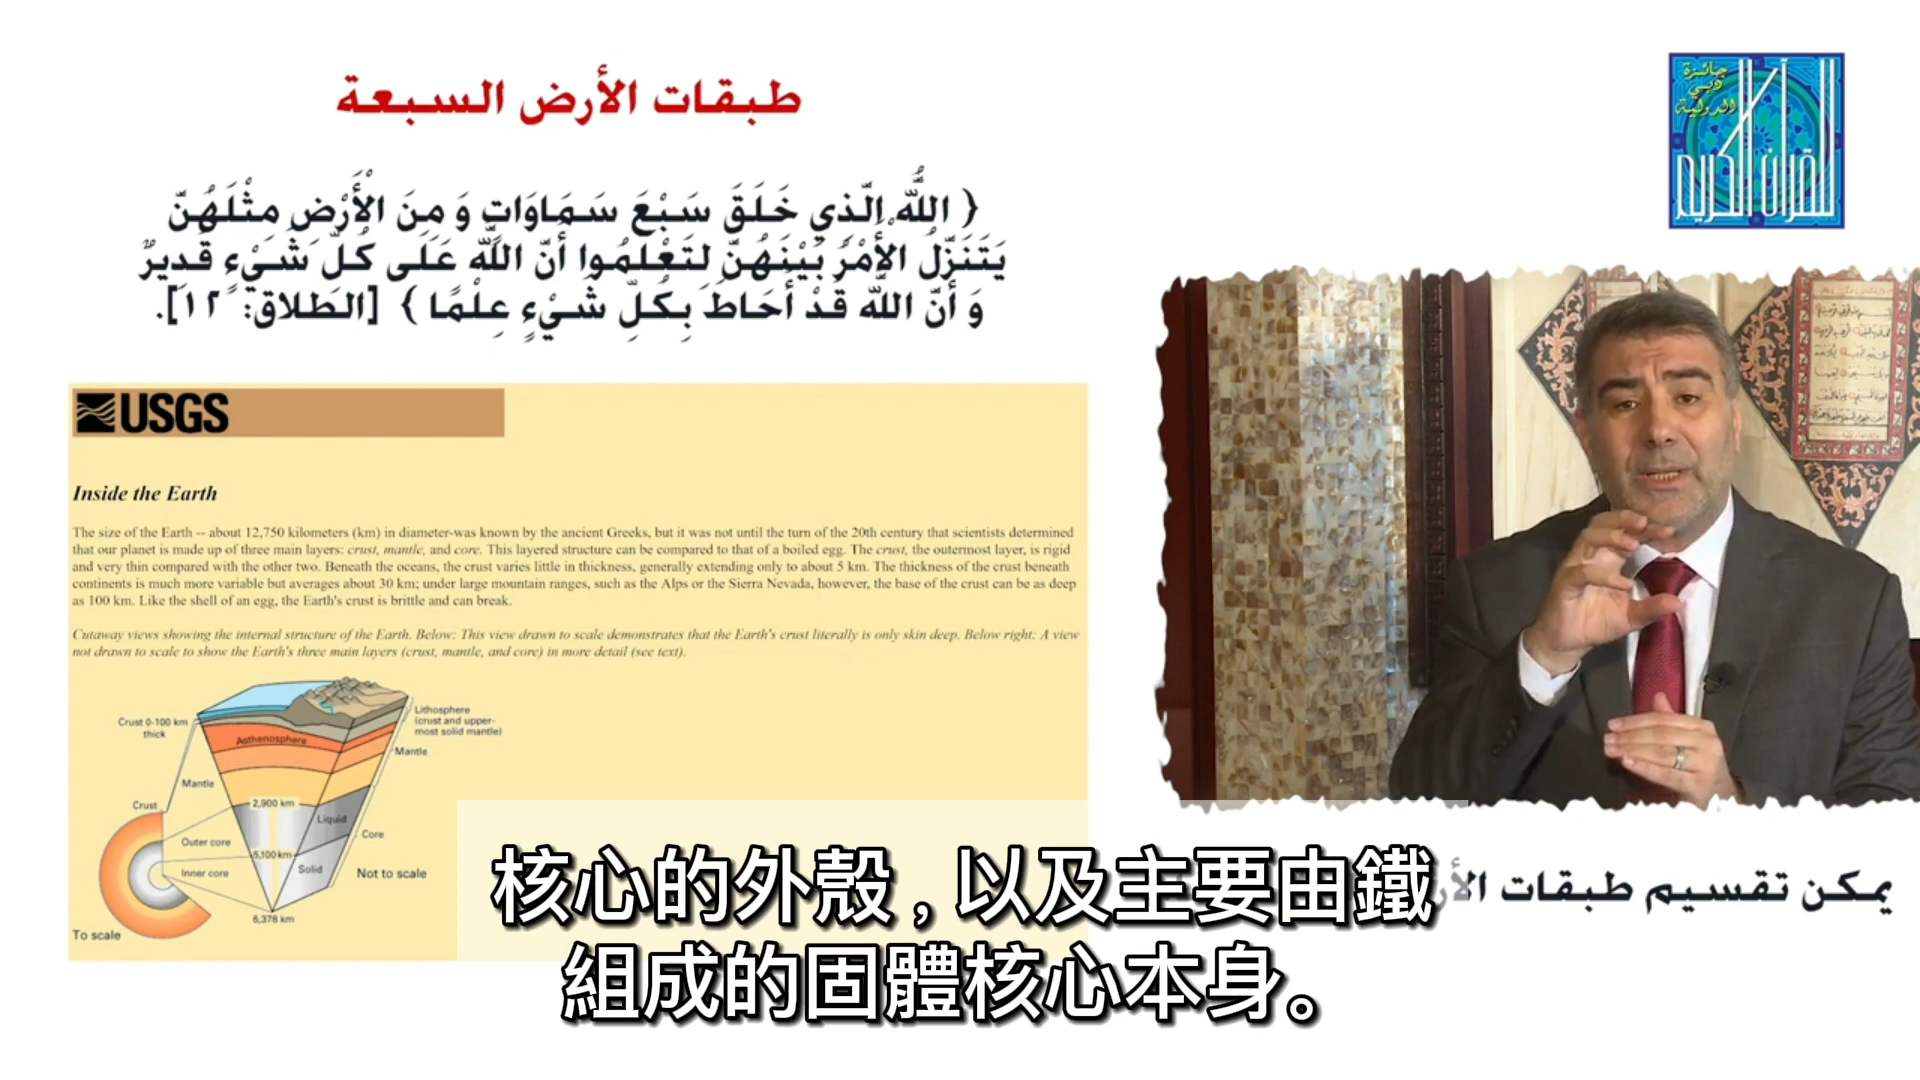 طبقات الأرض السبعة
﴿ اللَّهُ الَّذِي خَلَقَ سَبْعَ سَمَاوَاتٍ وَ مِنَ الْأَرْضِ مِثْلَهُنَّ
يَتَنَزَّلُ الْأَمْرُ بَيْنَهُنَّ لِتَعْلَمُوا أَنَّ اللَّهَ عَلَى كُلِّ شَيْءٍ قَدِيرٌ
وَ أَنَّ اللَّهَ قَدْ أَحَاطَ بِكُلِّ شَيْءٍ عِلْمًا ﴾ [الطلاق: ١٢].
جائزة
دبي
الدولية
للقرآن الكريم
USGS
Inside the Earth
The size of the Earth -- about 12,750 kilometers (km) in diameter-was known by the ancient Greeks, but it was not until the turn of the 20th century that scientists determined
that our planet is made up of three main layers: crust, mantle, and core. This layered structure can be compared to that of a boiled egg. The crust, the outermost layer, is rigid
and very thin compared with the other two. Beneath the oceans, the crust varies little in thickness, generally extending only to about 5 km. The thickness of the crust beneath
continents is much more variable but averages about 30 km; under large mountain ranges, such as the Alps or the Sierra Nevada, however, the base of the crust can be as deep
as 100 km. Like the shell of an egg, the Earth's crust is brittle and can break.
Cutaway views showing the internal structure of the Earth. Below: This view drawn to scale demonstrates that the Earth's crust literally is only skin deep. Below right: A view
not drawn to scale to show the Earth's three main layers (crust, mantle, and core) in more detail (see text).
Crust 0-100 km
thick
Lithosphere
(crust and upper-
most solid mantle)
Asthenosphere
Mantle
Mantle
Crust
2,900 km
Liquid
Core
Outer core
5,100 km
Inner core
Solid
Not to scale
6,378 km
To scale
يمكن تقسيم طبقات الأر
核心的外殼，以及主要由鐵
組成的固體核心本身。